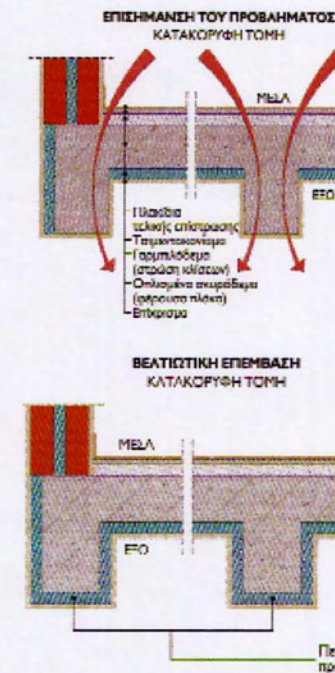 ΕΠΙΣΗΜΑΝΣΗ ΤΟΥ ΠΡΟΒΛΗΜΑΤΟΣ
ΚΑΤΑΚΟΡΥΦΗ ΤΟΜΗ
ΜΕΣΑ
ΕΞΩ
Πλακίδια
τελικής επίστρωσης
Τσιμεντοκονίαμα
Γαρμπιλόδεμα
(στρώση κλίσεων)
Οπλισμένο σκυρόδεμα
(φέρουσα πλάκα)
Επίχρισμα
ΒΕΛΤΙΩΤΙΚΗ ΕΠΕΜΒΑΣΗ
ΚΑΤΑΚΟΡΥΦΗ ΤΟΜΗ
ΜΕΣΑ
ΕΞΩ